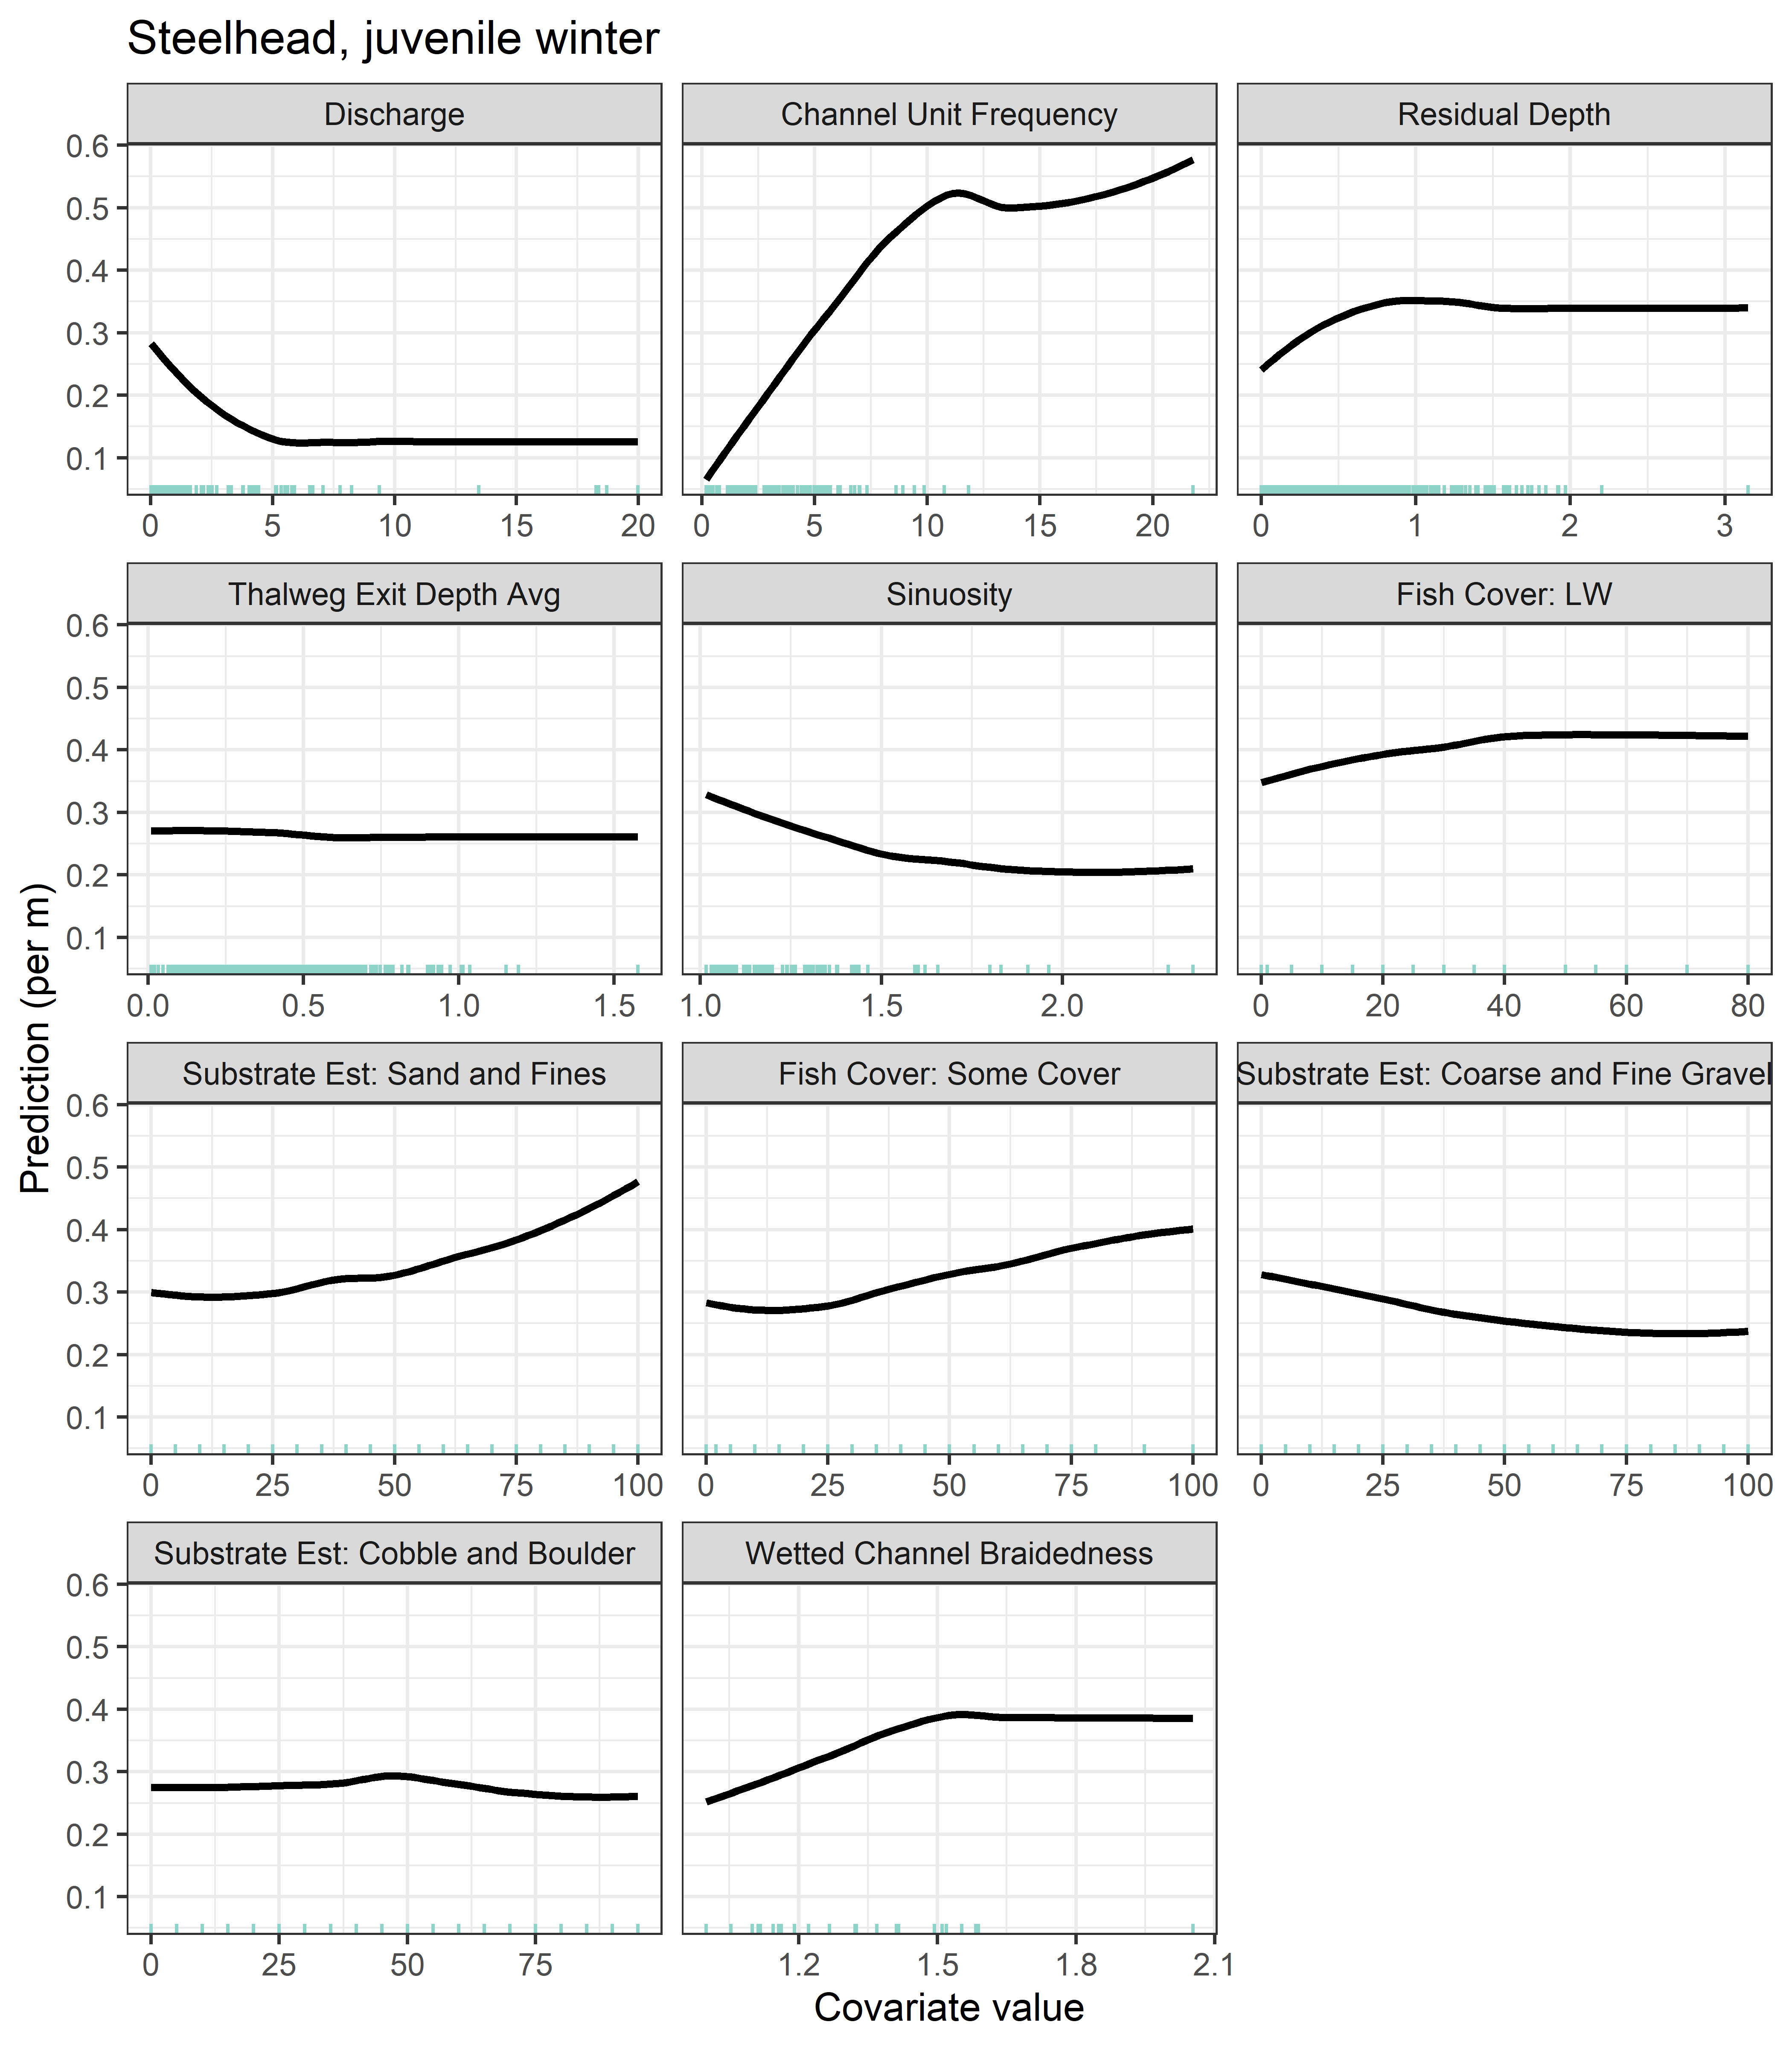 Steelhead, juvenile winter
Discharge
Channel Unit Frequency
Residual Depth
0.6
0.5
0.4
0.3
0.2
0.1
0 5 10 15 20
0 5 10 15 20
0 1 2 3
Thalweg Exit Depth Avg
Sinuosity
Fish Cover: LW
0.6
0.5
0.4
0.3
0.2
0.1
0.0 0.5 1.0 1.5
1.0 1.5 2.0
0 20 40 60 80
Prediction (per m)
Substrate Est: Sand and Fines
Fish Cover: Some Cover
Substrate Est: Coarse and Fine Gravel
0.6
0.5
0.4
0.3
0.2
0.1
0 25 50 75 100
0 25 50 75 100
0 25 50 75 100
Substrate Est: Cobble and Boulder
Wetted Channel Braidedness
0.6
0.5
0.4
0.3
0.2
0.1
0 25 50 75
1.2 1.5 1.8 2.1
Covariate value